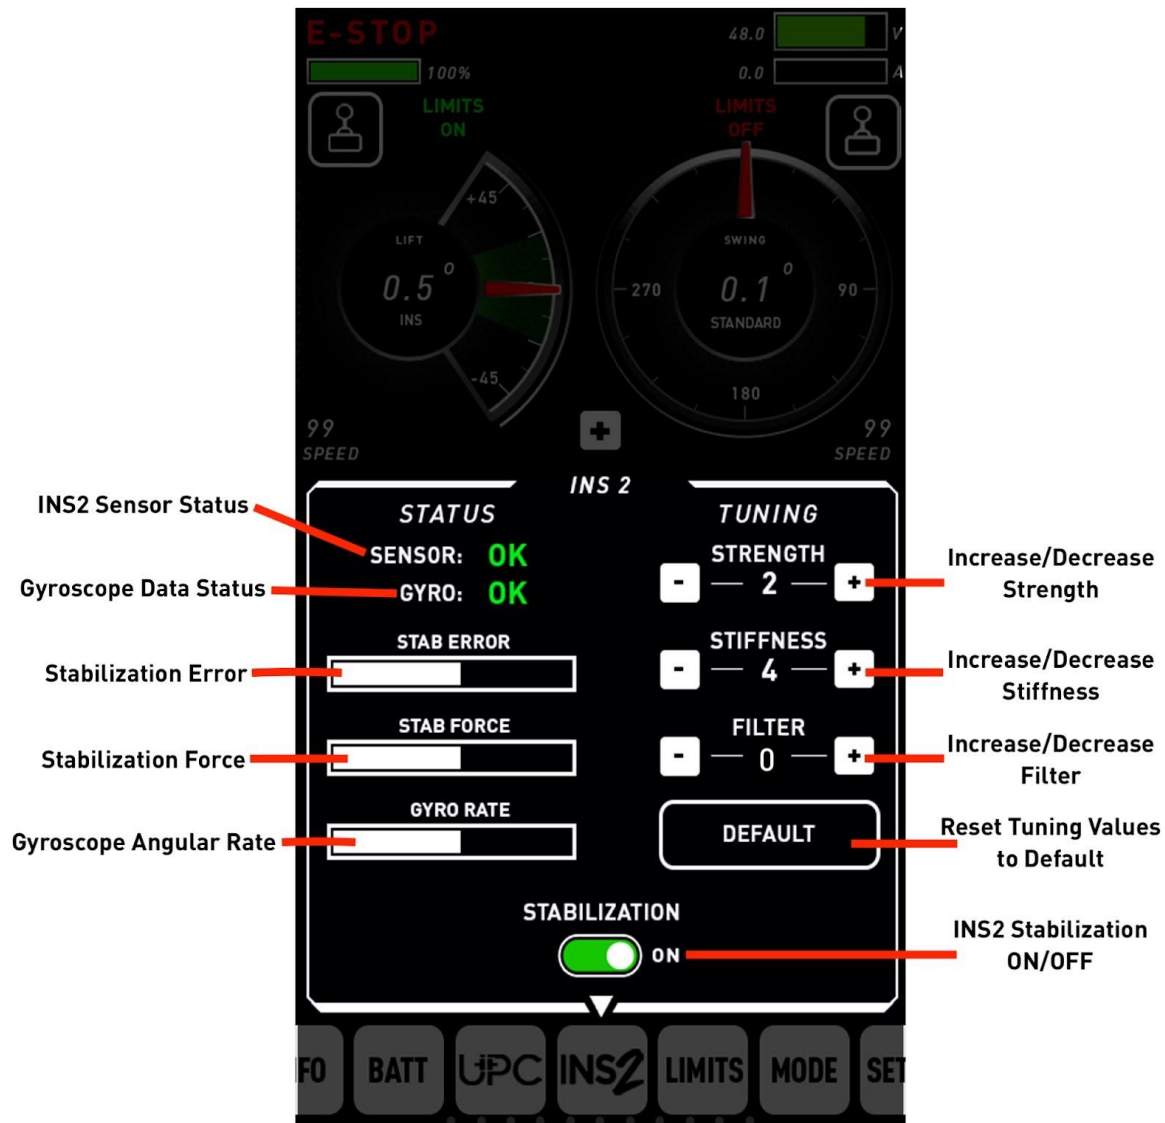 E-STOP
48.0
V
100%
0.0
A
LIMITS
ON
LIMITS
OFF
+45
LIFT
0.5°
INS
-45
SWING
0.1°
STANDARD
270
90
180
99
SPEED
99
SPEED
INS 2
INS2 Sensor Status
Gyroscope Data Status
Stabilization Error
Stabilization Force
Gyroscope Angular Rate
STATUS
SENSOR: OK
GYRO: OK
STAB ERROR
STAB FORCE
GYRO RATE
TUNING
STRENGTH
- 2 +
STIFFNESS
- 4 +
FILTER
- 0 +
DEFAULT
Increase/Decrease
Strength
Increase/Decrease
Stiffness
Increase/Decrease
Filter
Reset Tuning Values
to Default
INS2 Stabilization
ON/OFF
STABILIZATION
ON
FO
BATT
UPC
INS2
LIMITS
MODE
SET